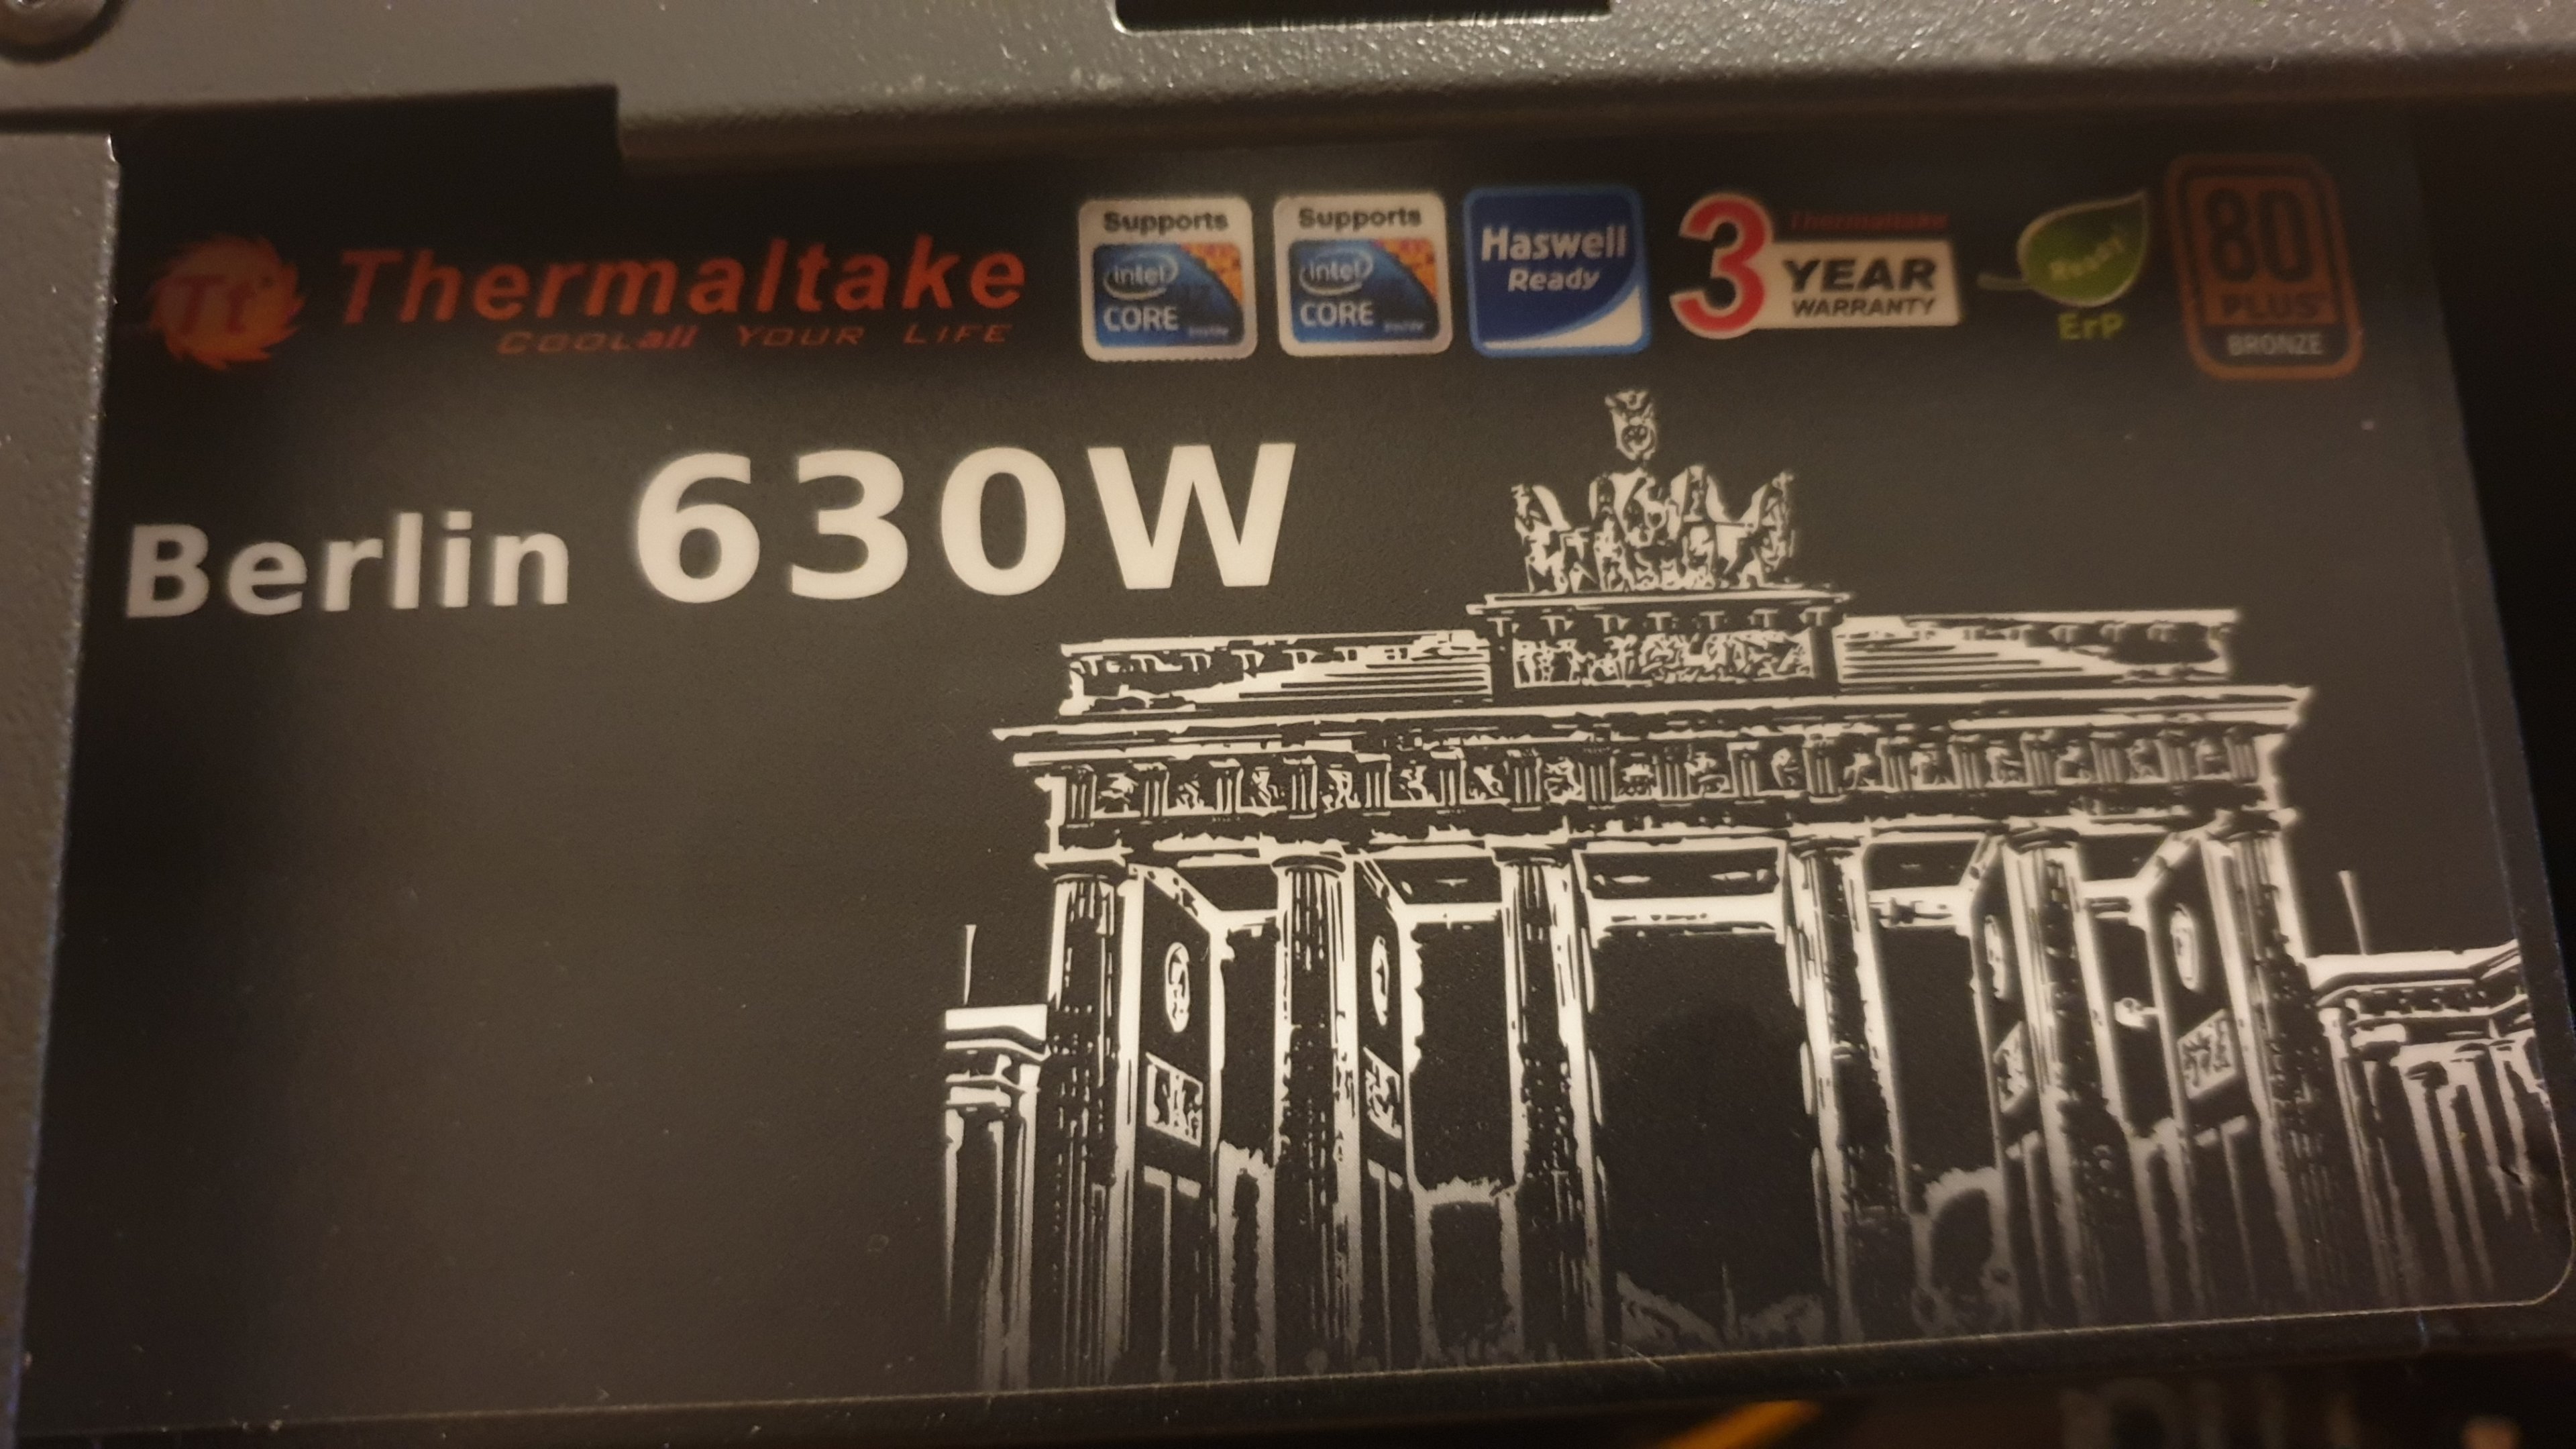 Tt Thermaltake
COOLall YOUR LIFE
Supports
intel
CORE
Supports
intel
CORE
Haswell
Ready
3 Thermaltake
YEAR
WARRANTY
Ready
ErP
80
PLUS
BRONZE
Berlin 630W